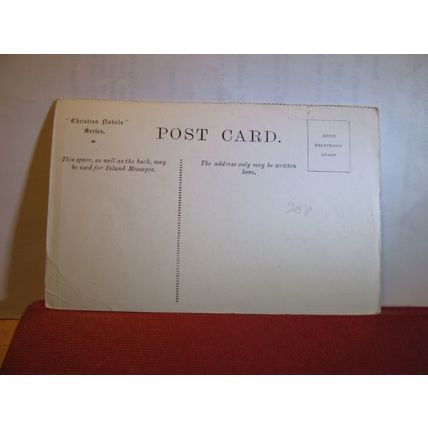 "Christian Novels"
Series.
POST CARD.
AFFIX
HALFPENNY
STAMP
This space, as well as the back, may
be used for Inland Messages.
The address only may be written
here.